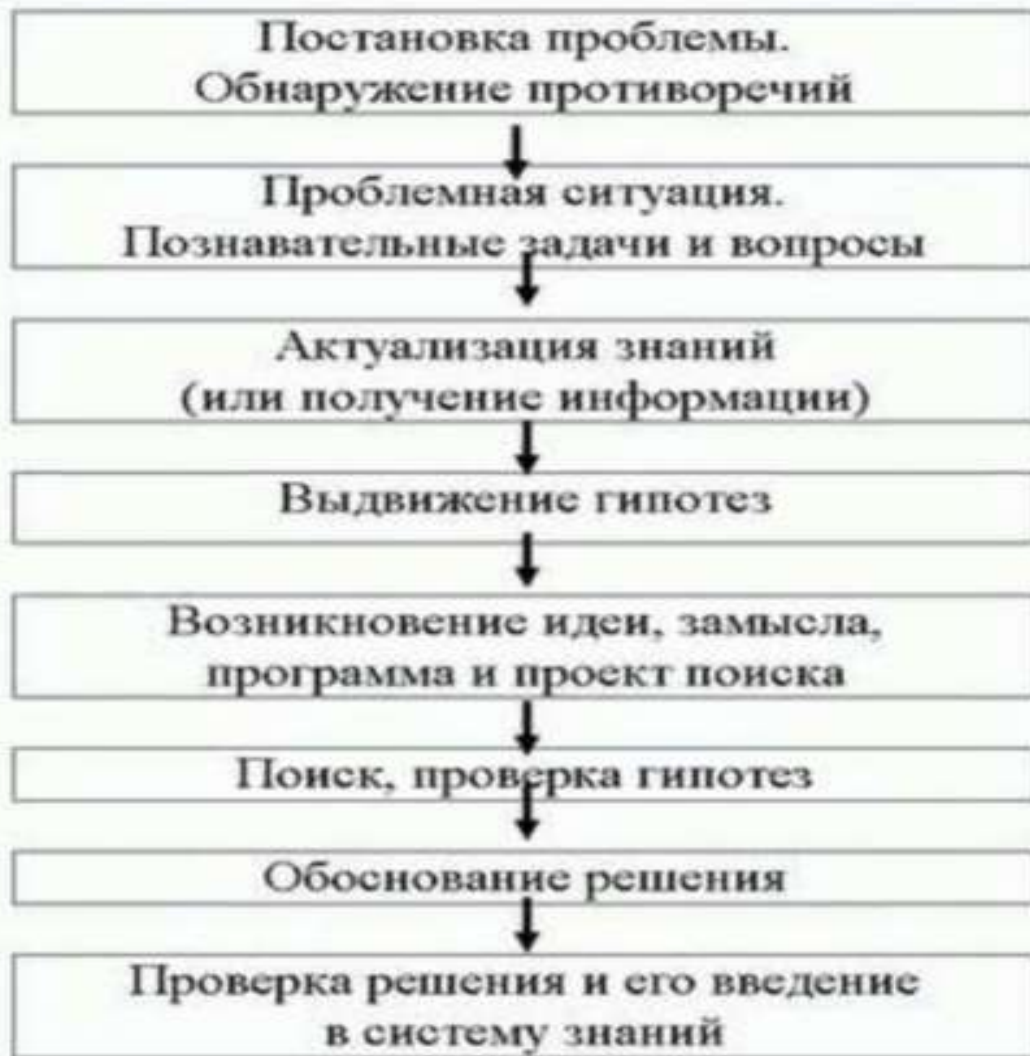 Постановка проблемы.
Обнаружение противоречий
Проблемная ситуация.
Познавательные задачи и вопросы
Актуализация знаний
(или получение информации)
Выдвижение гипотез
Возникновение идеи, замысла,
программа и проект поиска
Поиск, проверка гипотез
Обоснование решения
Проверка решения и его введение
в систему знаний